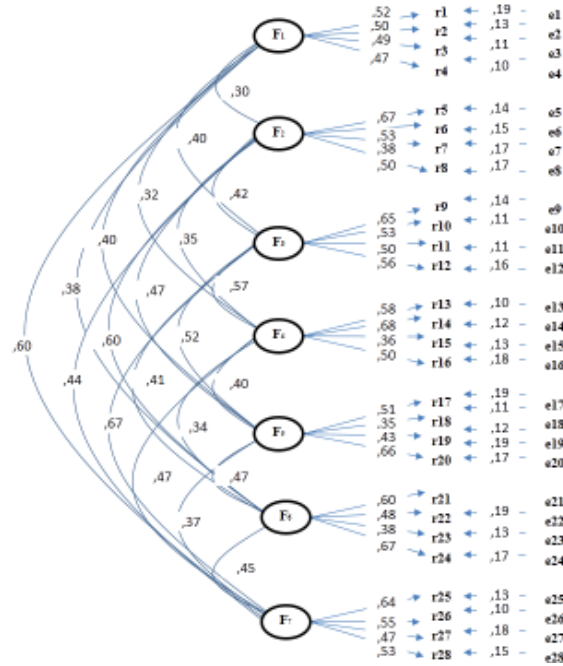 ,52 r1 ,19 e1
F1 ,50 r2 ,13 e2
,49 r3 ,11 e3
,47 r4 ,10 e4
,30
,67 r5 ,14 e5
F2 ,53 r6 ,15 e6
,38 r7 ,17 e7
,50 r8 ,17 e8
,40
,42
,32
,65 r9 ,14 e9
,53 r10 ,11 e10
F3 ,50 r11 ,11 e11
,56 r12 ,16 e12
,40 ,35
,57
,38 ,47
,58 r13 ,10 e13
,68 r14 ,12 e14
F4 ,36 r15 ,13 e15
,50 r16 ,18 e16
,60 ,60 ,52
,44 ,41 ,40
,51 r17 ,19 e17
,35 r18 ,11 e18
F5 ,43 r19 ,12 e19
,66 r20 ,19 e20
,17
,67 ,34
,47 ,47
,60 r21 e21
,48 r22 ,19 e22
F6 ,38 r23 ,13 e23
,67 r24 ,17 e24
,37
,45
,64 r25 ,13 e25
,55 r26 ,10 e26
F7 ,47 r27 ,18 e27
,53 r28 ,15 e28